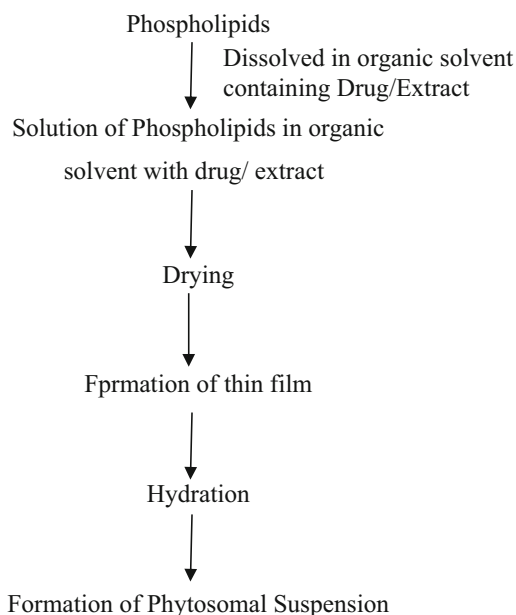 Phospholipids
Dissolved in organic solvent
containing Drug/Extract
Solution of Phospholipids in organic
solvent with drug/ extract
Drying
Fprmation of thin film
Hydration
Formation of Phytosomal Suspension